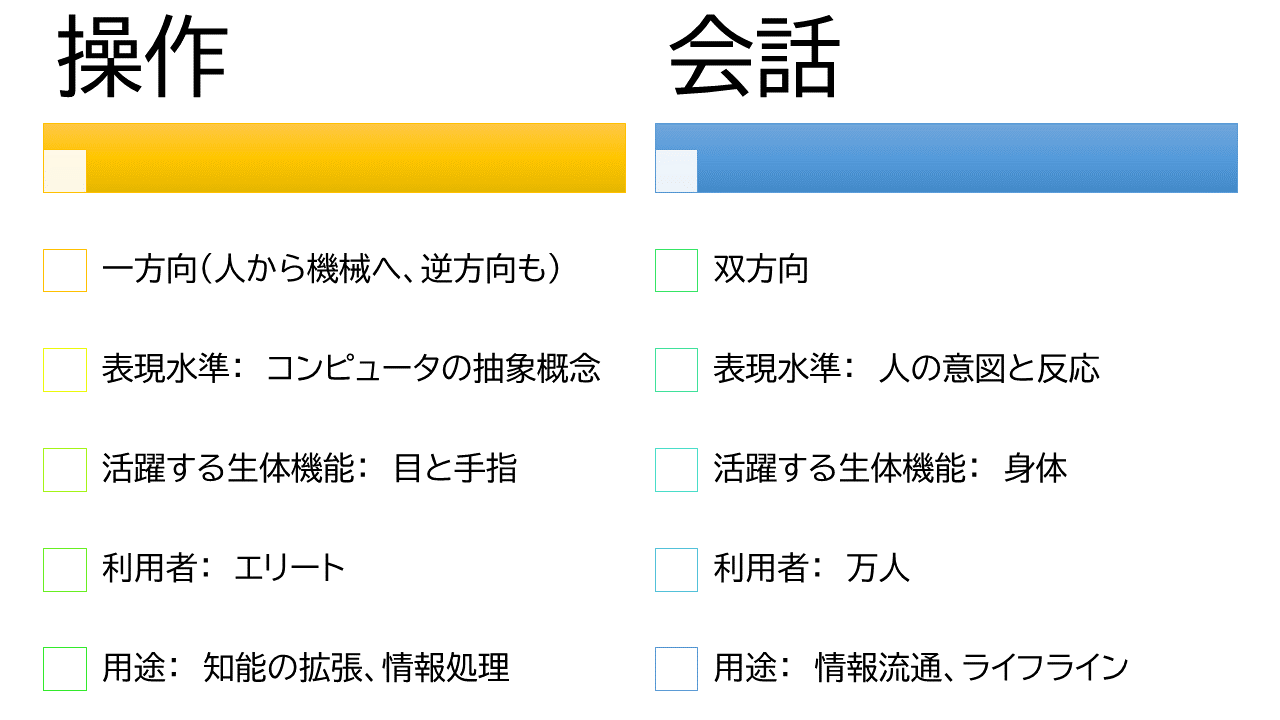 操作
一方向(人から機械へ、逆方向も)
表現水準: コンピュータの抽象概念
活躍する生体機能: 目と手指
利用者: エリート
用途: 知能の拡張、情報処理
会話
双方向
表現水準: 人の意図と反応
活躍する生体機能: 身体
利用者: 万人
用途: 情報流通、ライフライン